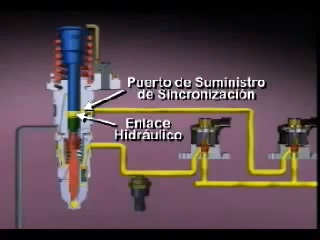 Puerto de Suministro
de Sincronización
Enlace
Hidráulico